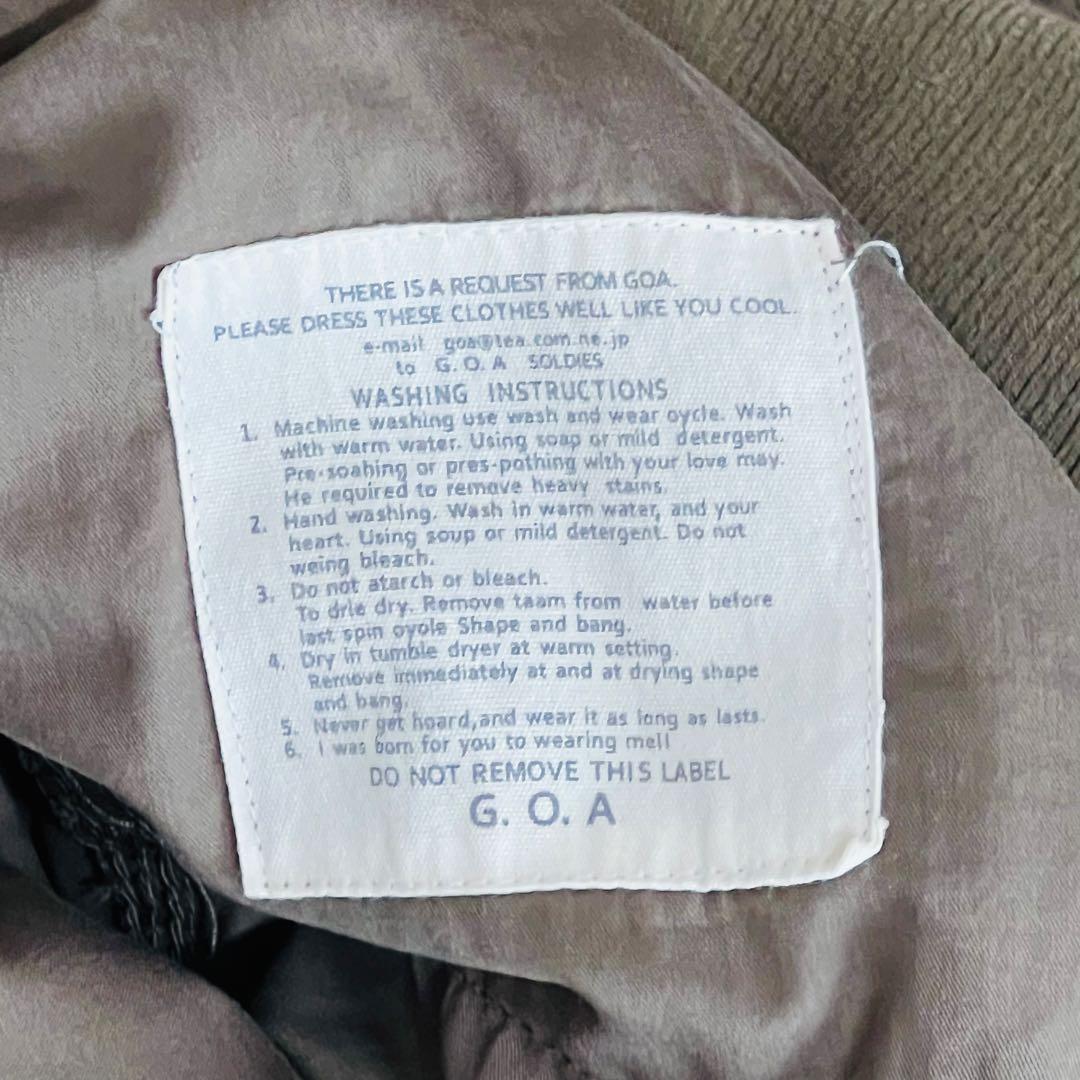 THERE IS A REQUEST FROM GOA.
PLEASE DRESS THESE CLOTHES WELL LIKE YOU COOL.
e-mail goa@tea.com.ne.jp
to G. O. A SOLDIES
WASHING INSTRUCTIONS
1. Machine washing use wash and wear oycle. Wash
with warm water. Using soap or mild detergent.
Pre-soahing or pres-pothing with your love may.
He required to remove heavy stains.
2. Hand washing. Wash in warm water, and your
heart. Using soup or mild detergent. Do not
weing bleach.
3. Do not atarch or bleach.
To drle dry. Remove taam from water before
last spin oyole Shape and bang.
4. Dry in tumble dryer at warm setting.
Remove immediately at and at drying shape
and bang.
5. Never get hoard,and wear it as long as lasts.
6. I was born for you to wearing mell
DO NOT REMOVE THIS LABEL
G. O. A